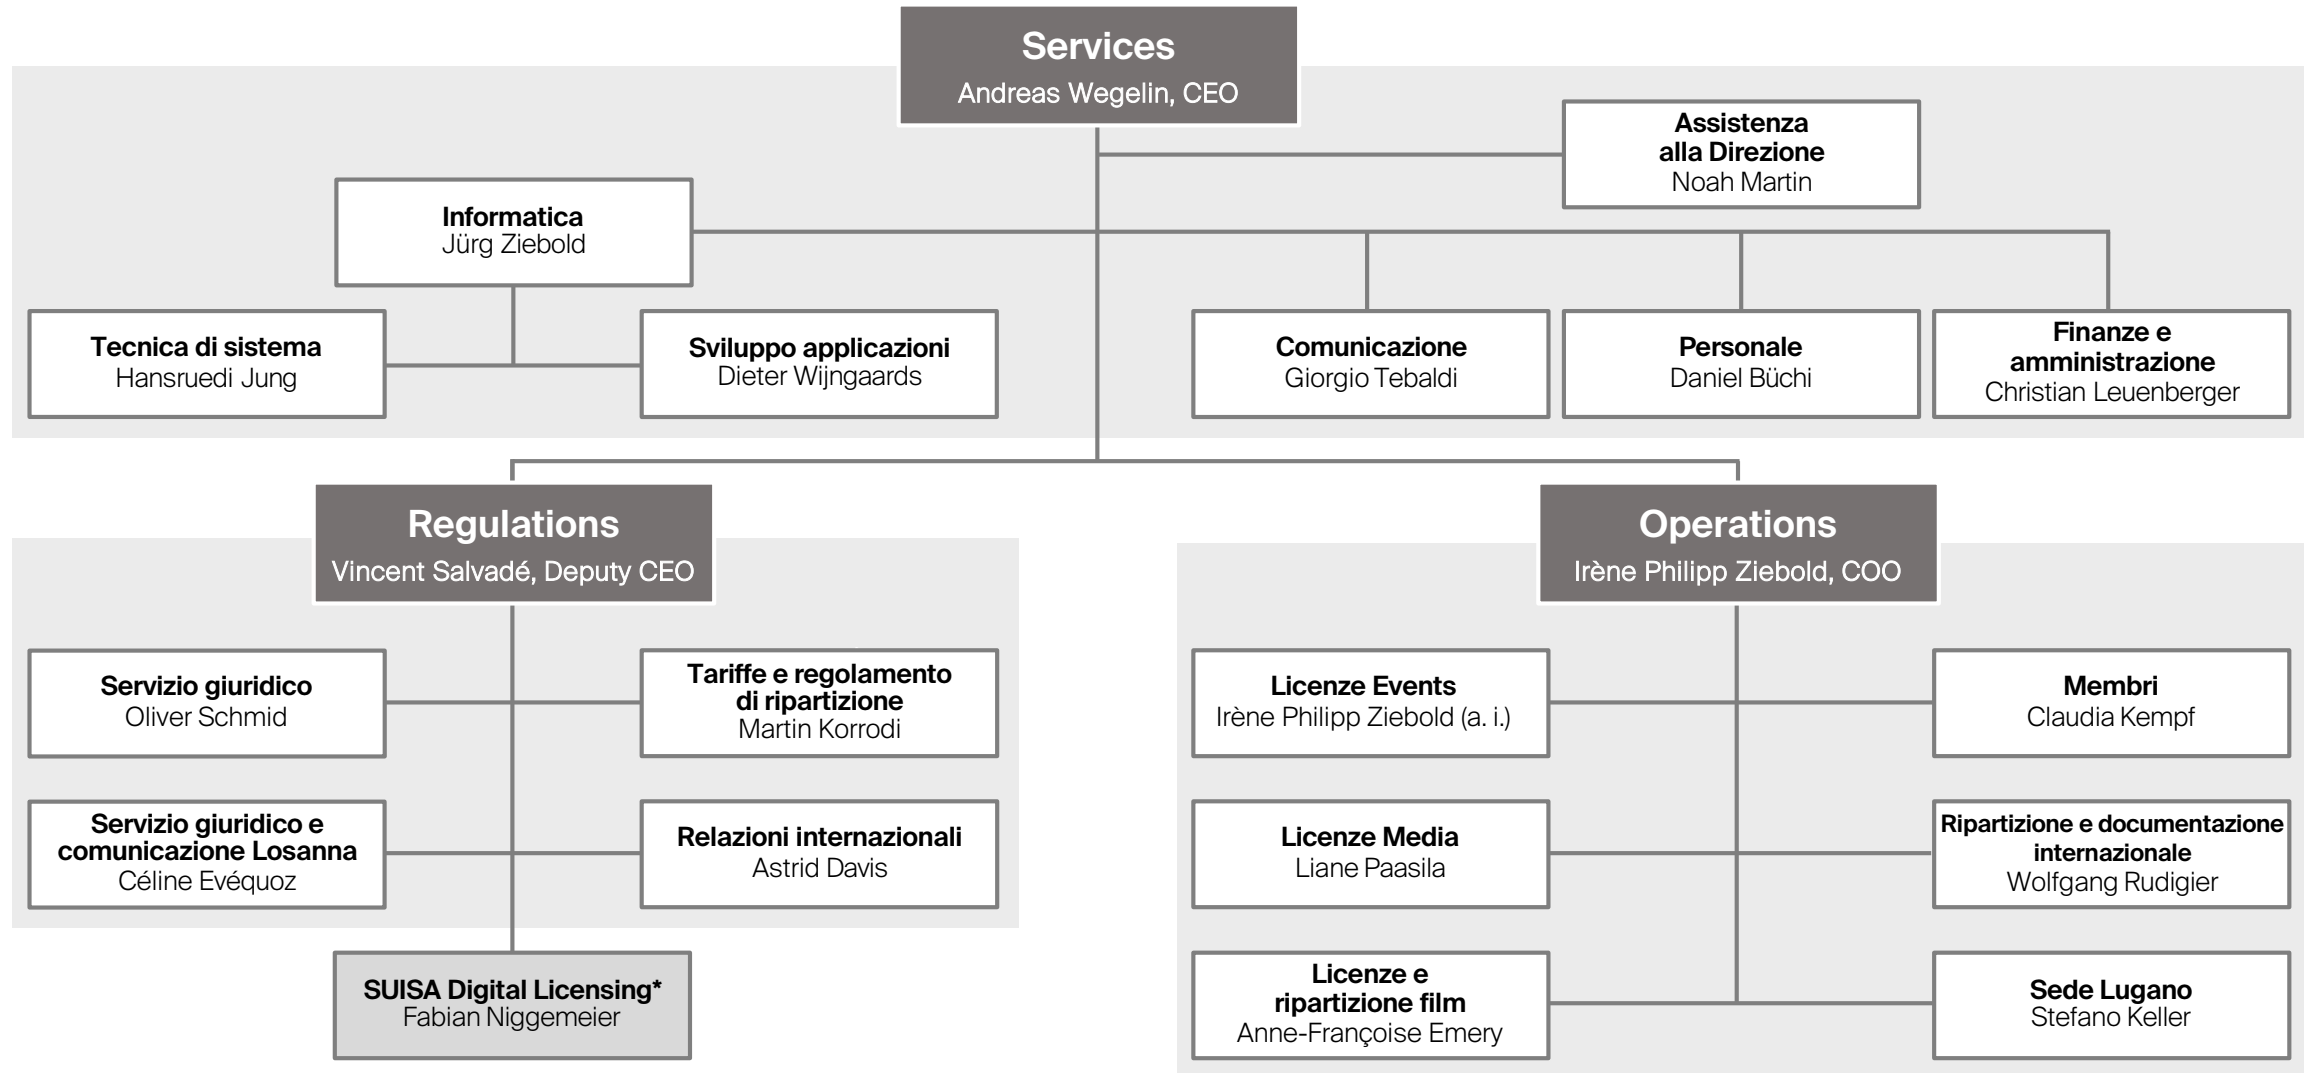 Services
Andreas Wegelin, CEO
Assistenza
alla Direzione
Noah Martin
Informatica
Jürg Ziebold
Tecnica di sistema
Hansruedi Jung
Sviluppo applicazioni
Dieter Wijngaards
Comunicazione
Giorgio Tebaldi
Personale
Daniel Büchi
Finanze e
amministrazione
Christian Leuenberger
Regulations
Vincent Salvadé, Deputy CEO
Servizio giuridico
Oliver Schmid
Tariffe e regolamento
di ripartizione
Martin Korrodi
Servizio giuridico e
comunicazione Losanna
Céline Evéquoz
Relazioni internazionali
Astrid Davis
SUISA Digital Licensing*
Fabian Niggemeier
Operations
Irène Philipp Ziebold, COO
Licenze Events
Irène Philipp Ziebold (a. i.)
Membri
Claudia Kempf
Licenze Media
Liane Paasila
Ripartizione e documentazione
internazionale
Wolfgang Rudigier
Licenze e
ripartizione film
Anne-Françoise Emery
Sede Lugano
Stefano Keller